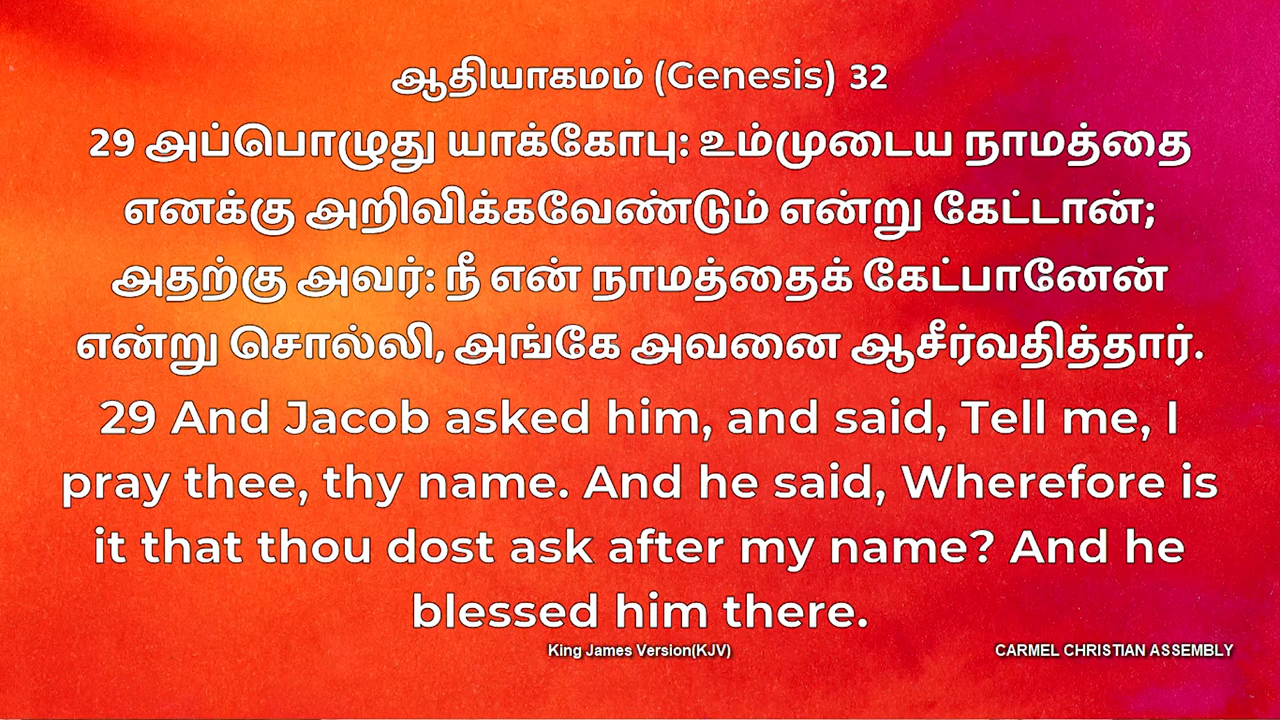 ஆதியாகமம் (Genesis) 32
29 அப்பொழுது யாக்கோபு: உம்முடைய நாமத்தை
எனக்கு அறிவிக்கவேண்டும் என்று கேட்டான்;
அதற்கு அவர்: நீ என் நாமத்தைக் கேட்பானேன்
என்று சொல்லி, அங்கே அவனை ஆசீர்வதித்தார்.
29 And Jacob asked him, and said, Tell me, I
pray thee, thy name. And he said, Wherefore is
it that thou dost ask after my name? And he
blessed him there.
King James Version(KJV)
CARMEL CHRISTIAN ASSEMBLY